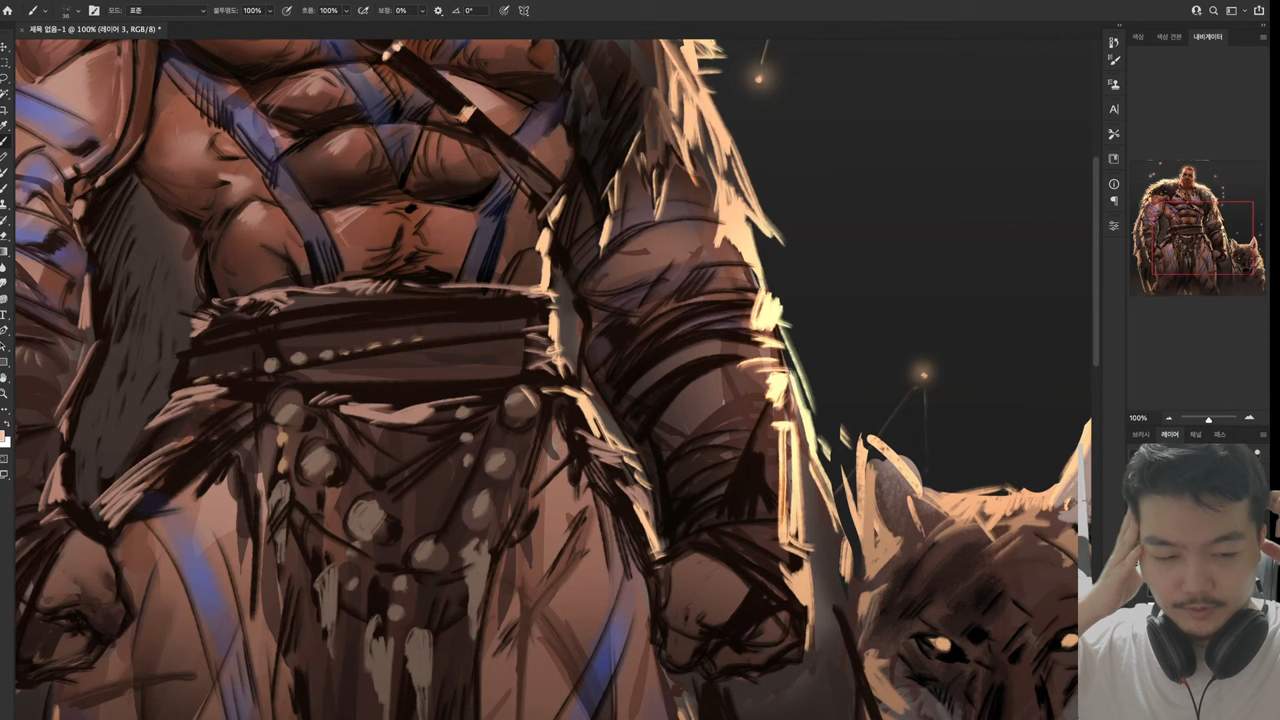 모드: 표준 불투명도: 100% 흐름: 100% 보정: 0% 0°
36
× 제목 없음-1 @ 100% (레이어 3, RGB/8) *
색상 색상 견본 내비게이터
100%
브러시 레이어 채널 패스